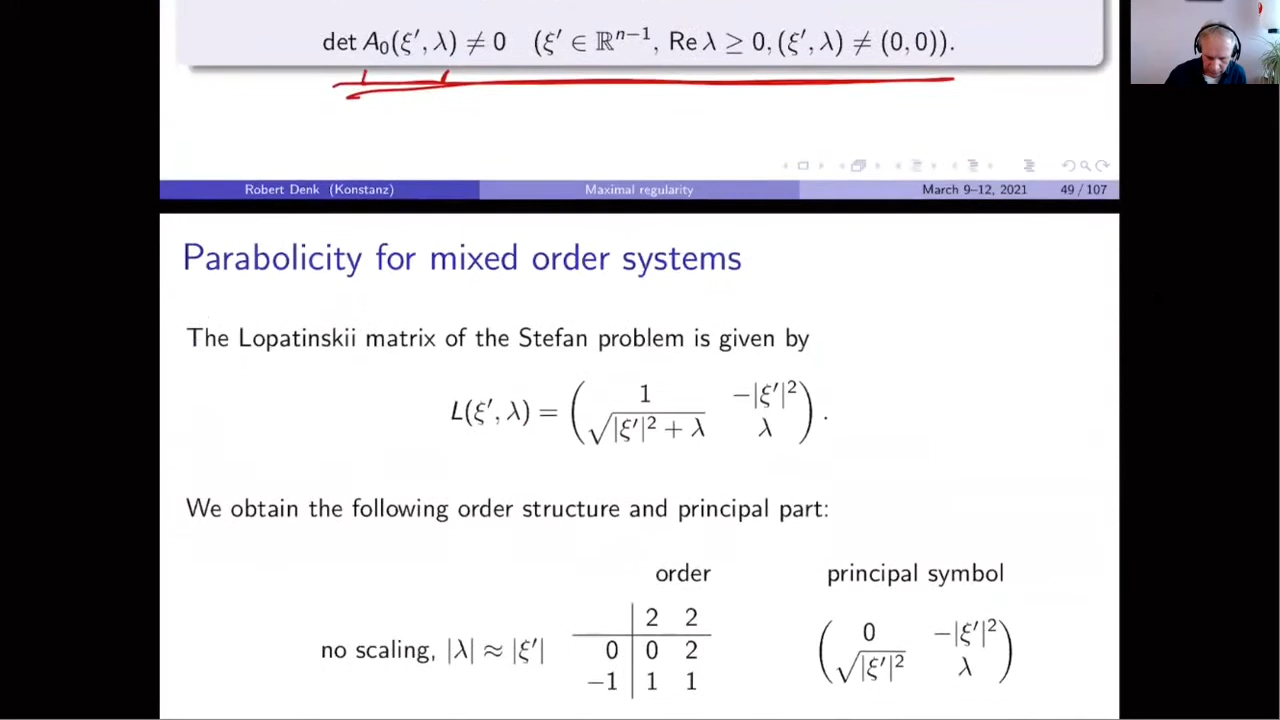 det A₀(ξ′, λ) ≠ 0 (ξ′ ∈ ℝⁿ⁻¹, Re λ ≥ 0, (ξ′, λ) ≠ (0, 0)).
Robert Denk (Konstanz) Maximal regularity March 9–12, 2021 49 / 107
Parabolicity for mixed order systems
The Lopatinskii matrix of the Stefan problem is given by
1 −|ξ′|²
L(ξ′, λ) = ( ) .
√|ξ′|² + λ λ
We obtain the following order structure and principal part:
order principal symbol
2 2
0 0 2 0 −|ξ′|²
no scaling, |λ| ≈ |ξ′|
−1 1 1 √|ξ′|² λ